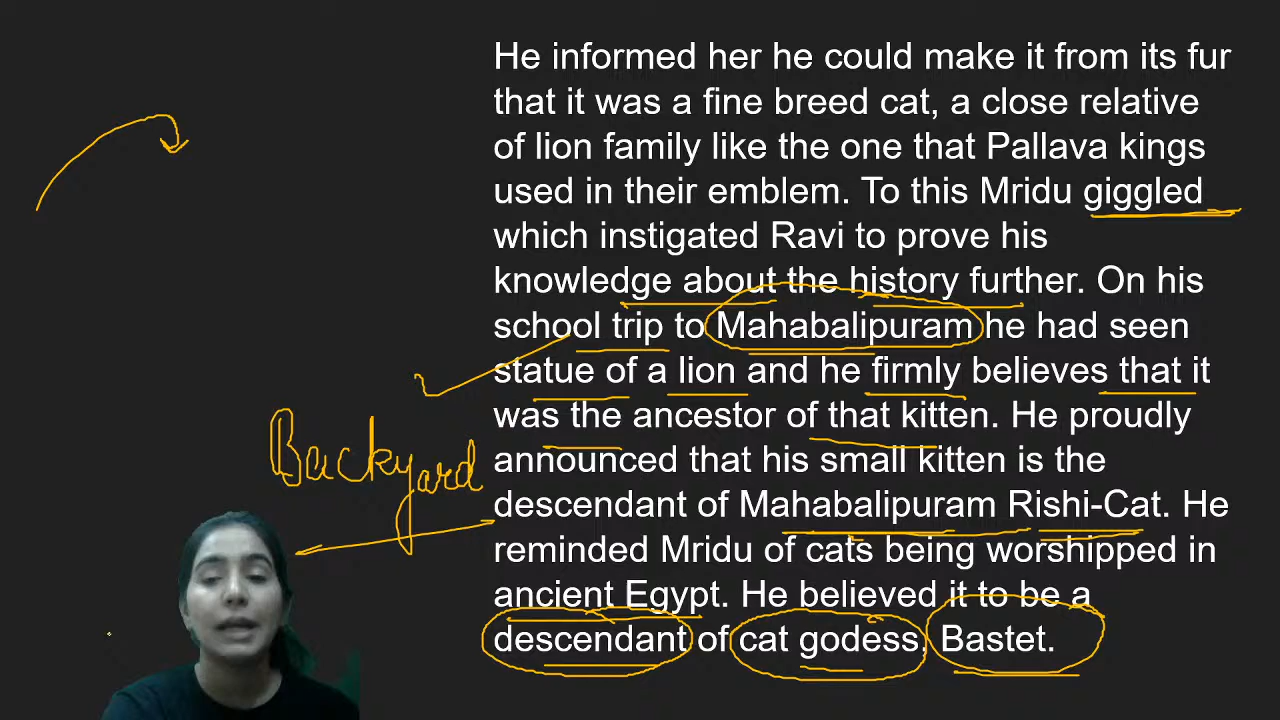 He informed her he could make it from its fur
that it was a fine breed cat, a close relative
of lion family like the one that Pallava kings
used in their emblem. To this Mridu giggled
which instigated Ravi to prove his
knowledge about the history further. On his
school trip to Mahabalipuram he had seen
statue of a lion and he firmly believes that it
was the ancestor of that kitten. He proudly
announced that his small kitten is the
descendant of Mahabalipuram Rishi-Cat. He
reminded Mridu of cats being worshipped in
ancient Egypt. He believed it to be a
descendant of cat godess, Bastet.
Backyard